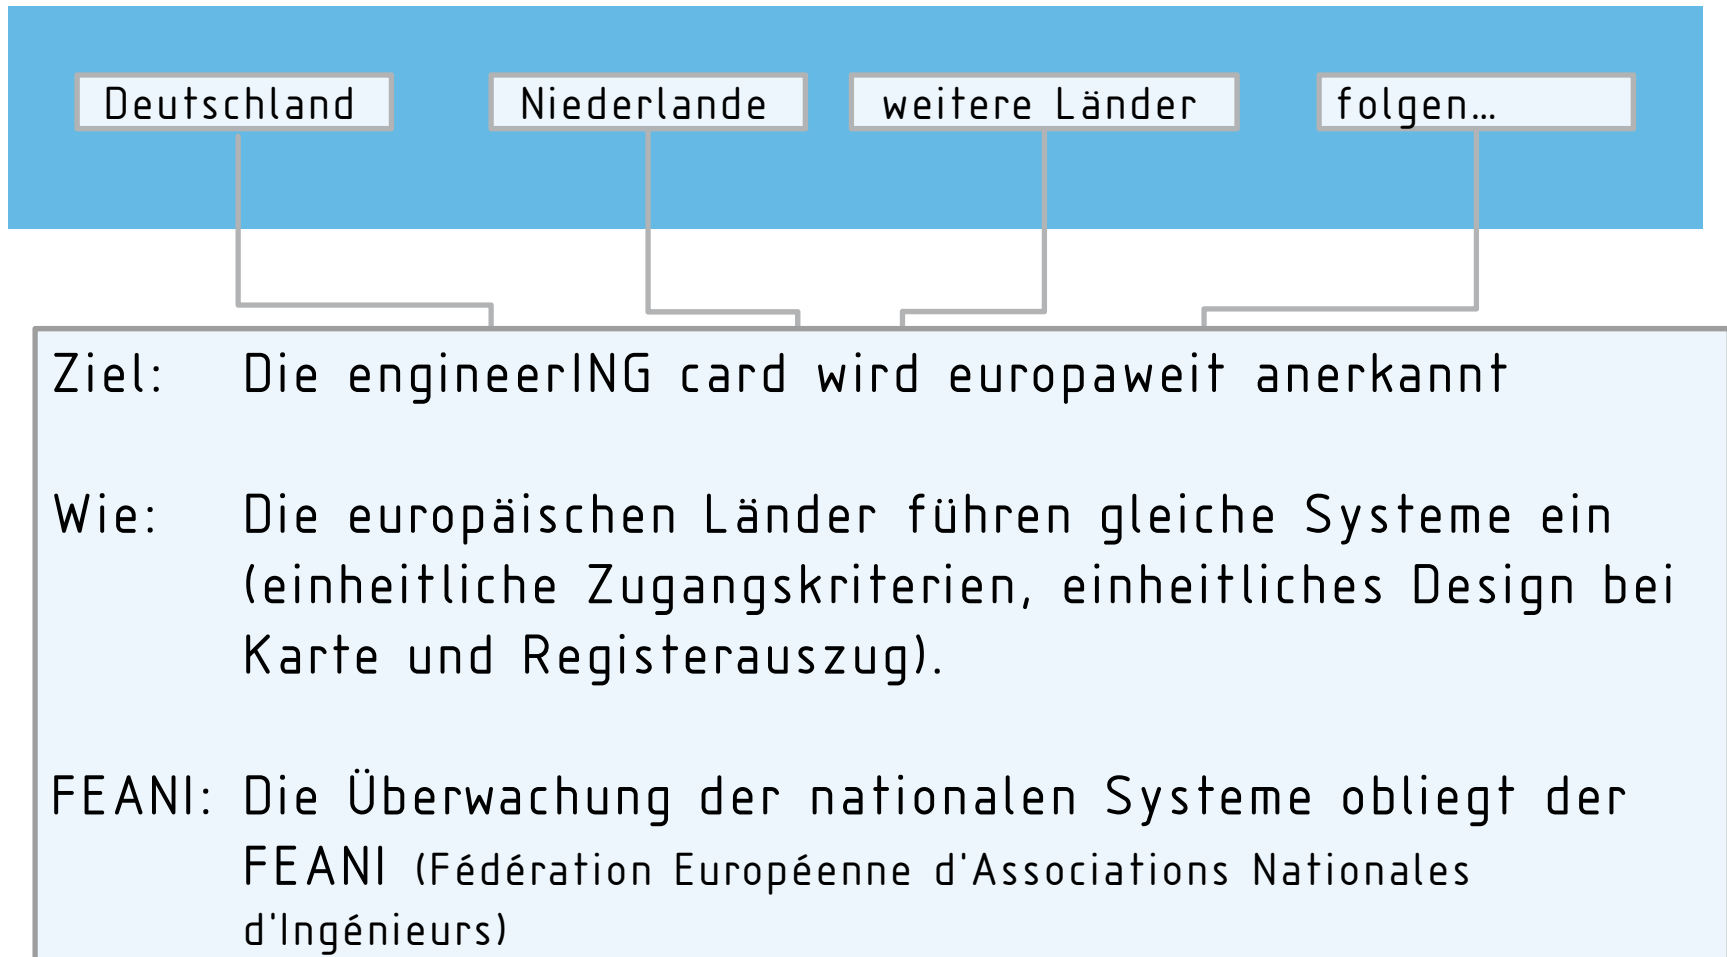 Deutschland Niederlande weitere Länder folgen...
Ziel: Die engineerING card wird europaweit anerkannt
Wie: Die europäischen Länder führen gleiche Systeme ein
(einheitliche Zugangskriterien, einheitliches Design bei
Karte und Registerauszug).
FEANI: Die Überwachung der nationalen Systeme obliegt der
FEANI (Fédération Européenne d'Associations Nationales
d'Ingénieurs)